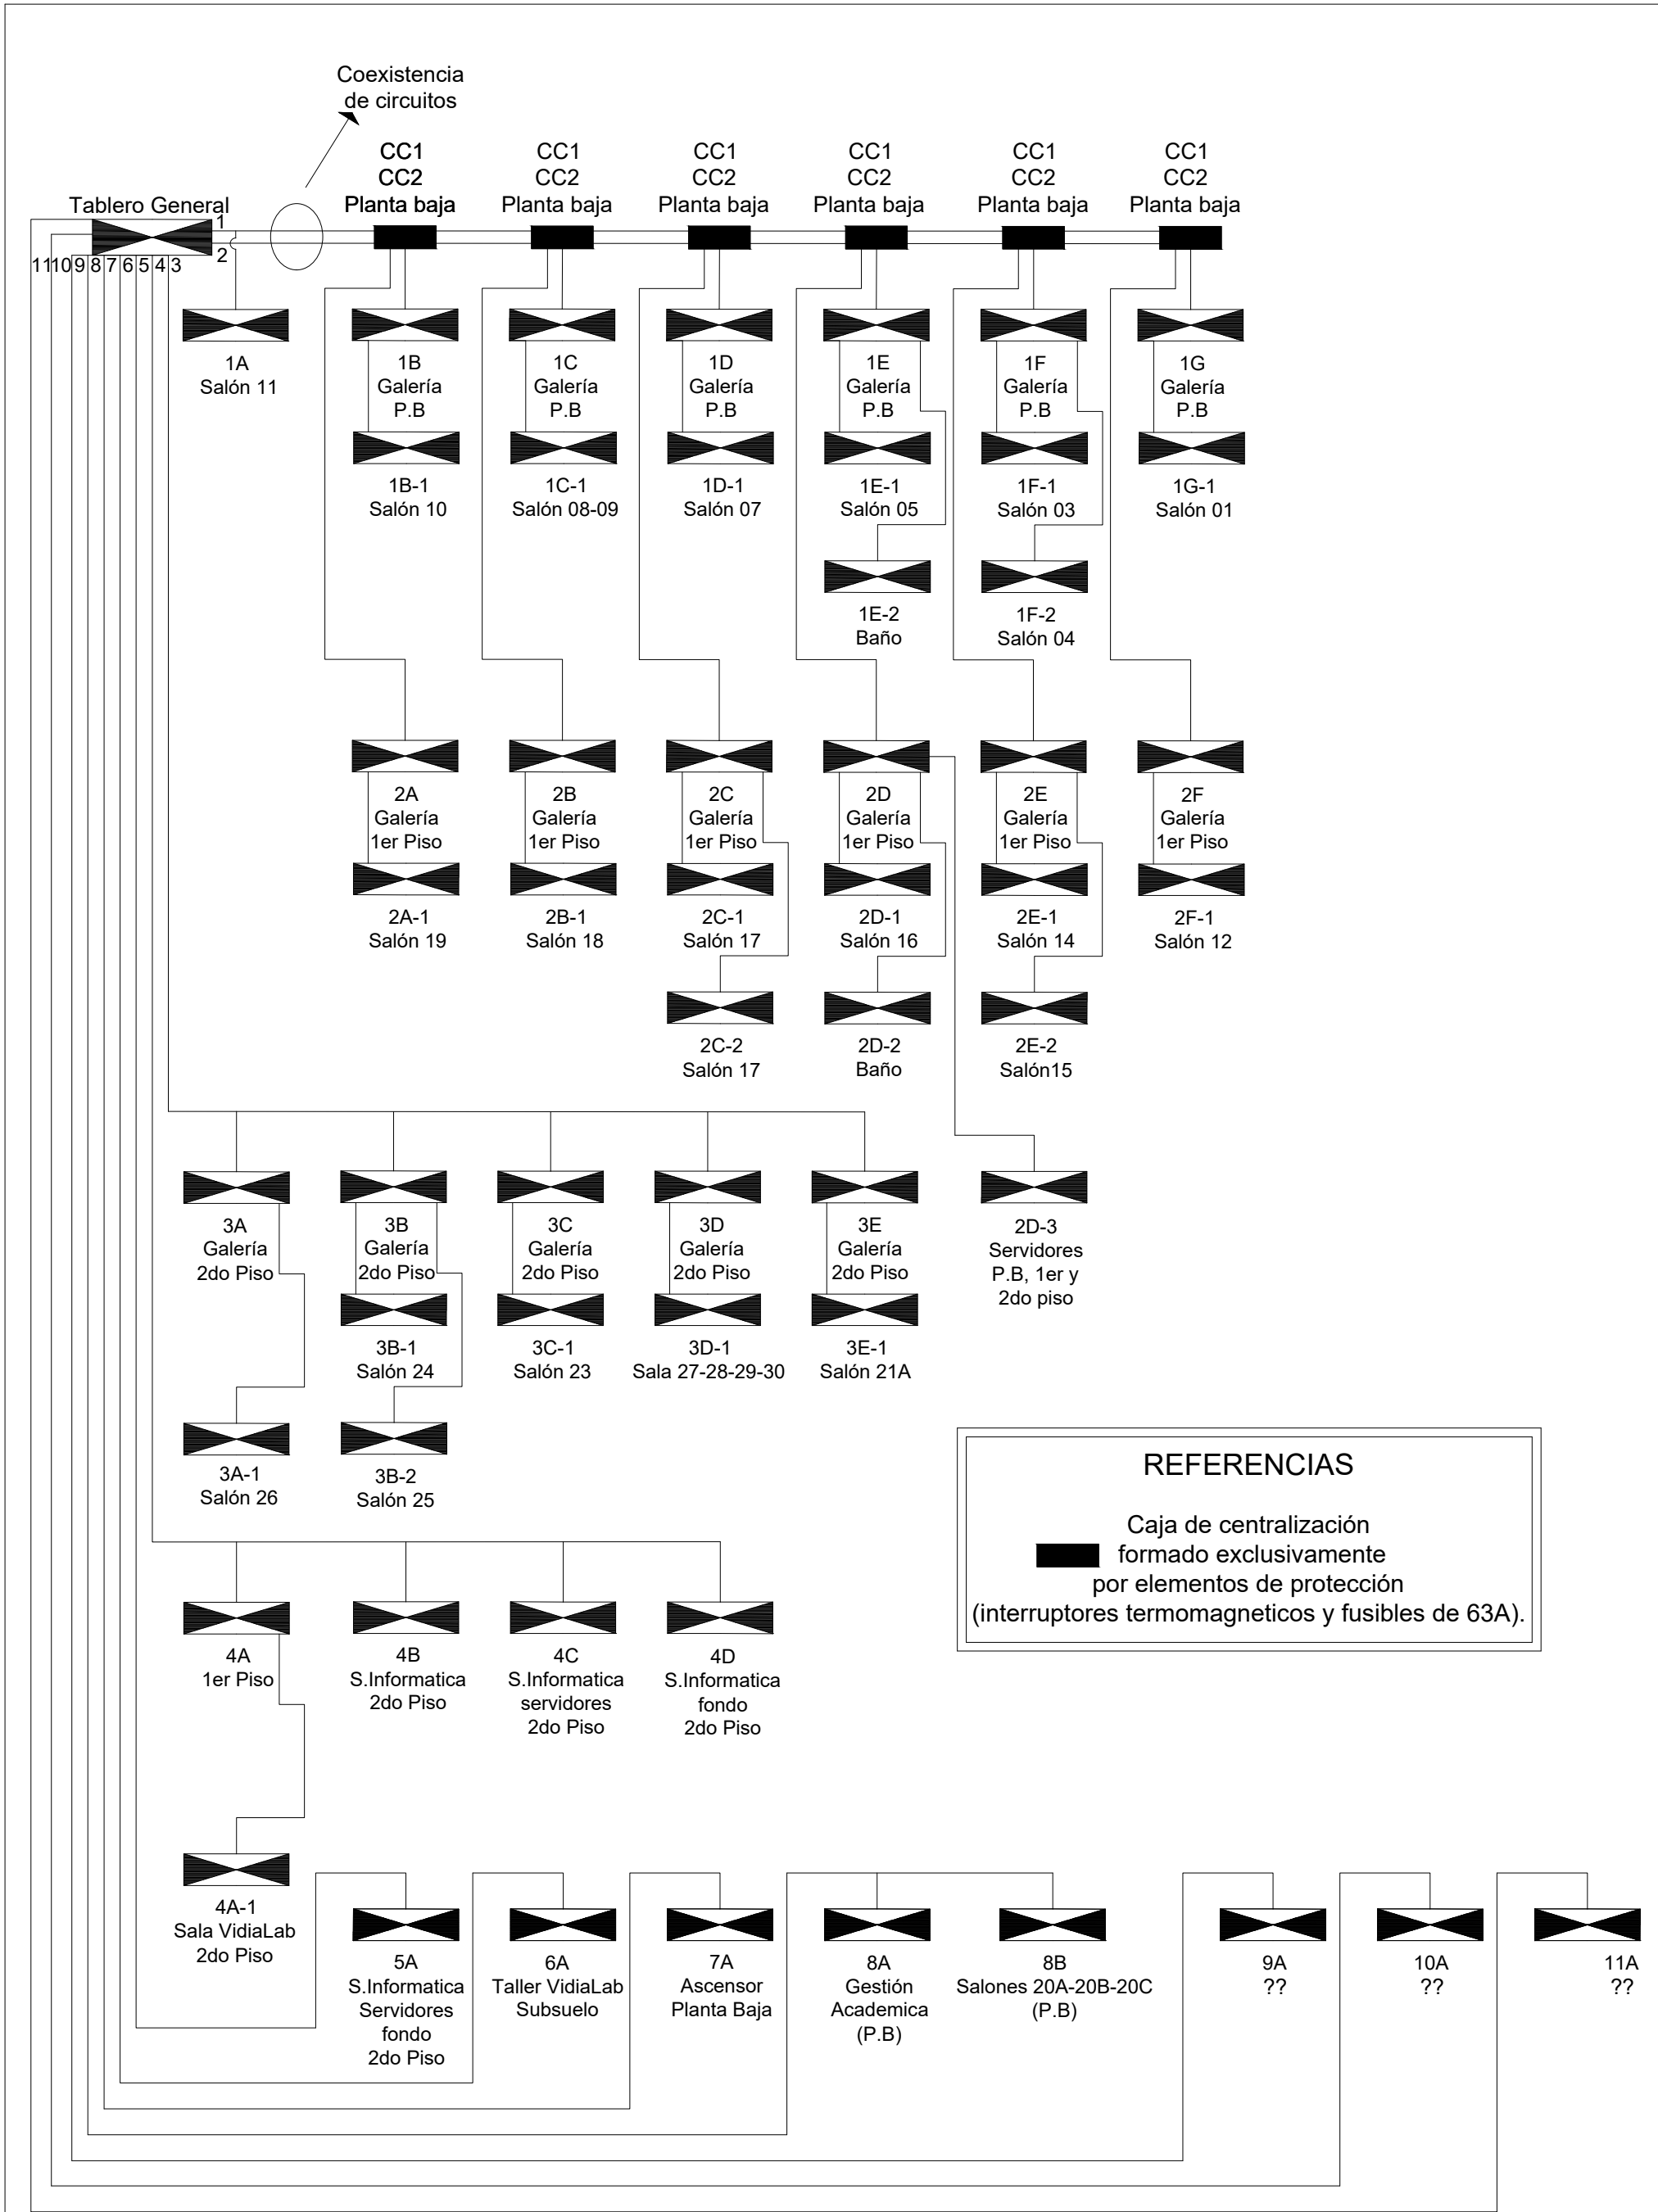 Coexistencia
de circuitos
CC1
CC2
Planta baja
CC1
CC2
Planta baja
CC1
CC2
Planta baja
CC1
CC2
Planta baja
CC1
CC2
Planta baja
CC1
CC2
Planta baja
Tablero General
1
2
11 10 9 8 7 6 5 4 3
1A
Salón 11
1B
Galería
P.B
1C
Galería
P.B
1D
Galería
P.B
1E
Galería
P.B
1F
Galería
P.B
1G
Galería
P.B
1B-1
Salón 10
1C-1
Salón 08-09
1D-1
Salón 07
1E-1
Salón 05
1F-1
Salón 03
1G-1
Salón 01
1E-2
Baño
1F-2
Salón 04
2A
Galería
1er Piso
2B
Galería
1er Piso
2C
Galería
1er Piso
2D
Galería
1er Piso
2E
Galería
1er Piso
2F
Galería
1er Piso
2A-1
Salón 19
2B-1
Salón 18
2C-1
Salón 17
2D-1
Salón 16
2E-1
Salón 14
2F-1
Salón 12
2C-2
Salón 17
2D-2
Baño
2E-2
Salón15
3A
Galería
2do Piso
3B
Galería
2do Piso
3C
Galería
2do Piso
3D
Galería
2do Piso
3E
Galería
2do Piso
2D-3
Servidores
P.B, 1er y
2do piso
3B-1
Salón 24
3C-1
Salón 23
3D-1
Sala 27-28-29-30
3E-1
Salón 21A
3A-1
Salón 26
3B-2
Salón 25
REFERENCIAS
Caja de centralización
formado exclusivamente
por elementos de protección
(interruptores termomagneticos y fusibles de 63A).
4A
1er Piso
4B
S.Informatica
2do Piso
4C
S.Informatica
servidores
2do Piso
4D
S.Informatica
fondo
2do Piso
4A-1
Sala VidiaLab
2do Piso
5A
S.Informatica
Servidores
fondo
2do Piso
6A
Taller VidiaLab
Subsuelo
7A
Ascensor
Planta Baja
8A
Gestión
Academica
(P.B)
8B
Salones 20A-20B-20C
(P.B)
9A
??
10A
??
11A
??